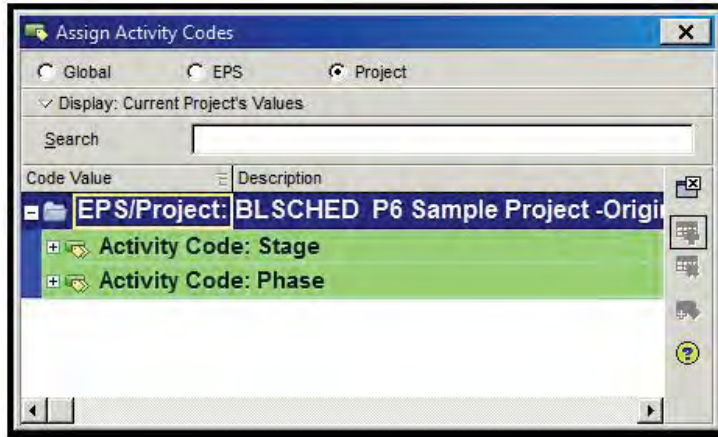 Assign Activity Codes
Global EPS Project
Display: Current Project's Values
Search
Code Value Description
EPS/Project: BLSCHED P6 Sample Project -Origi
Activity Code: Stage
Activity Code: Phase